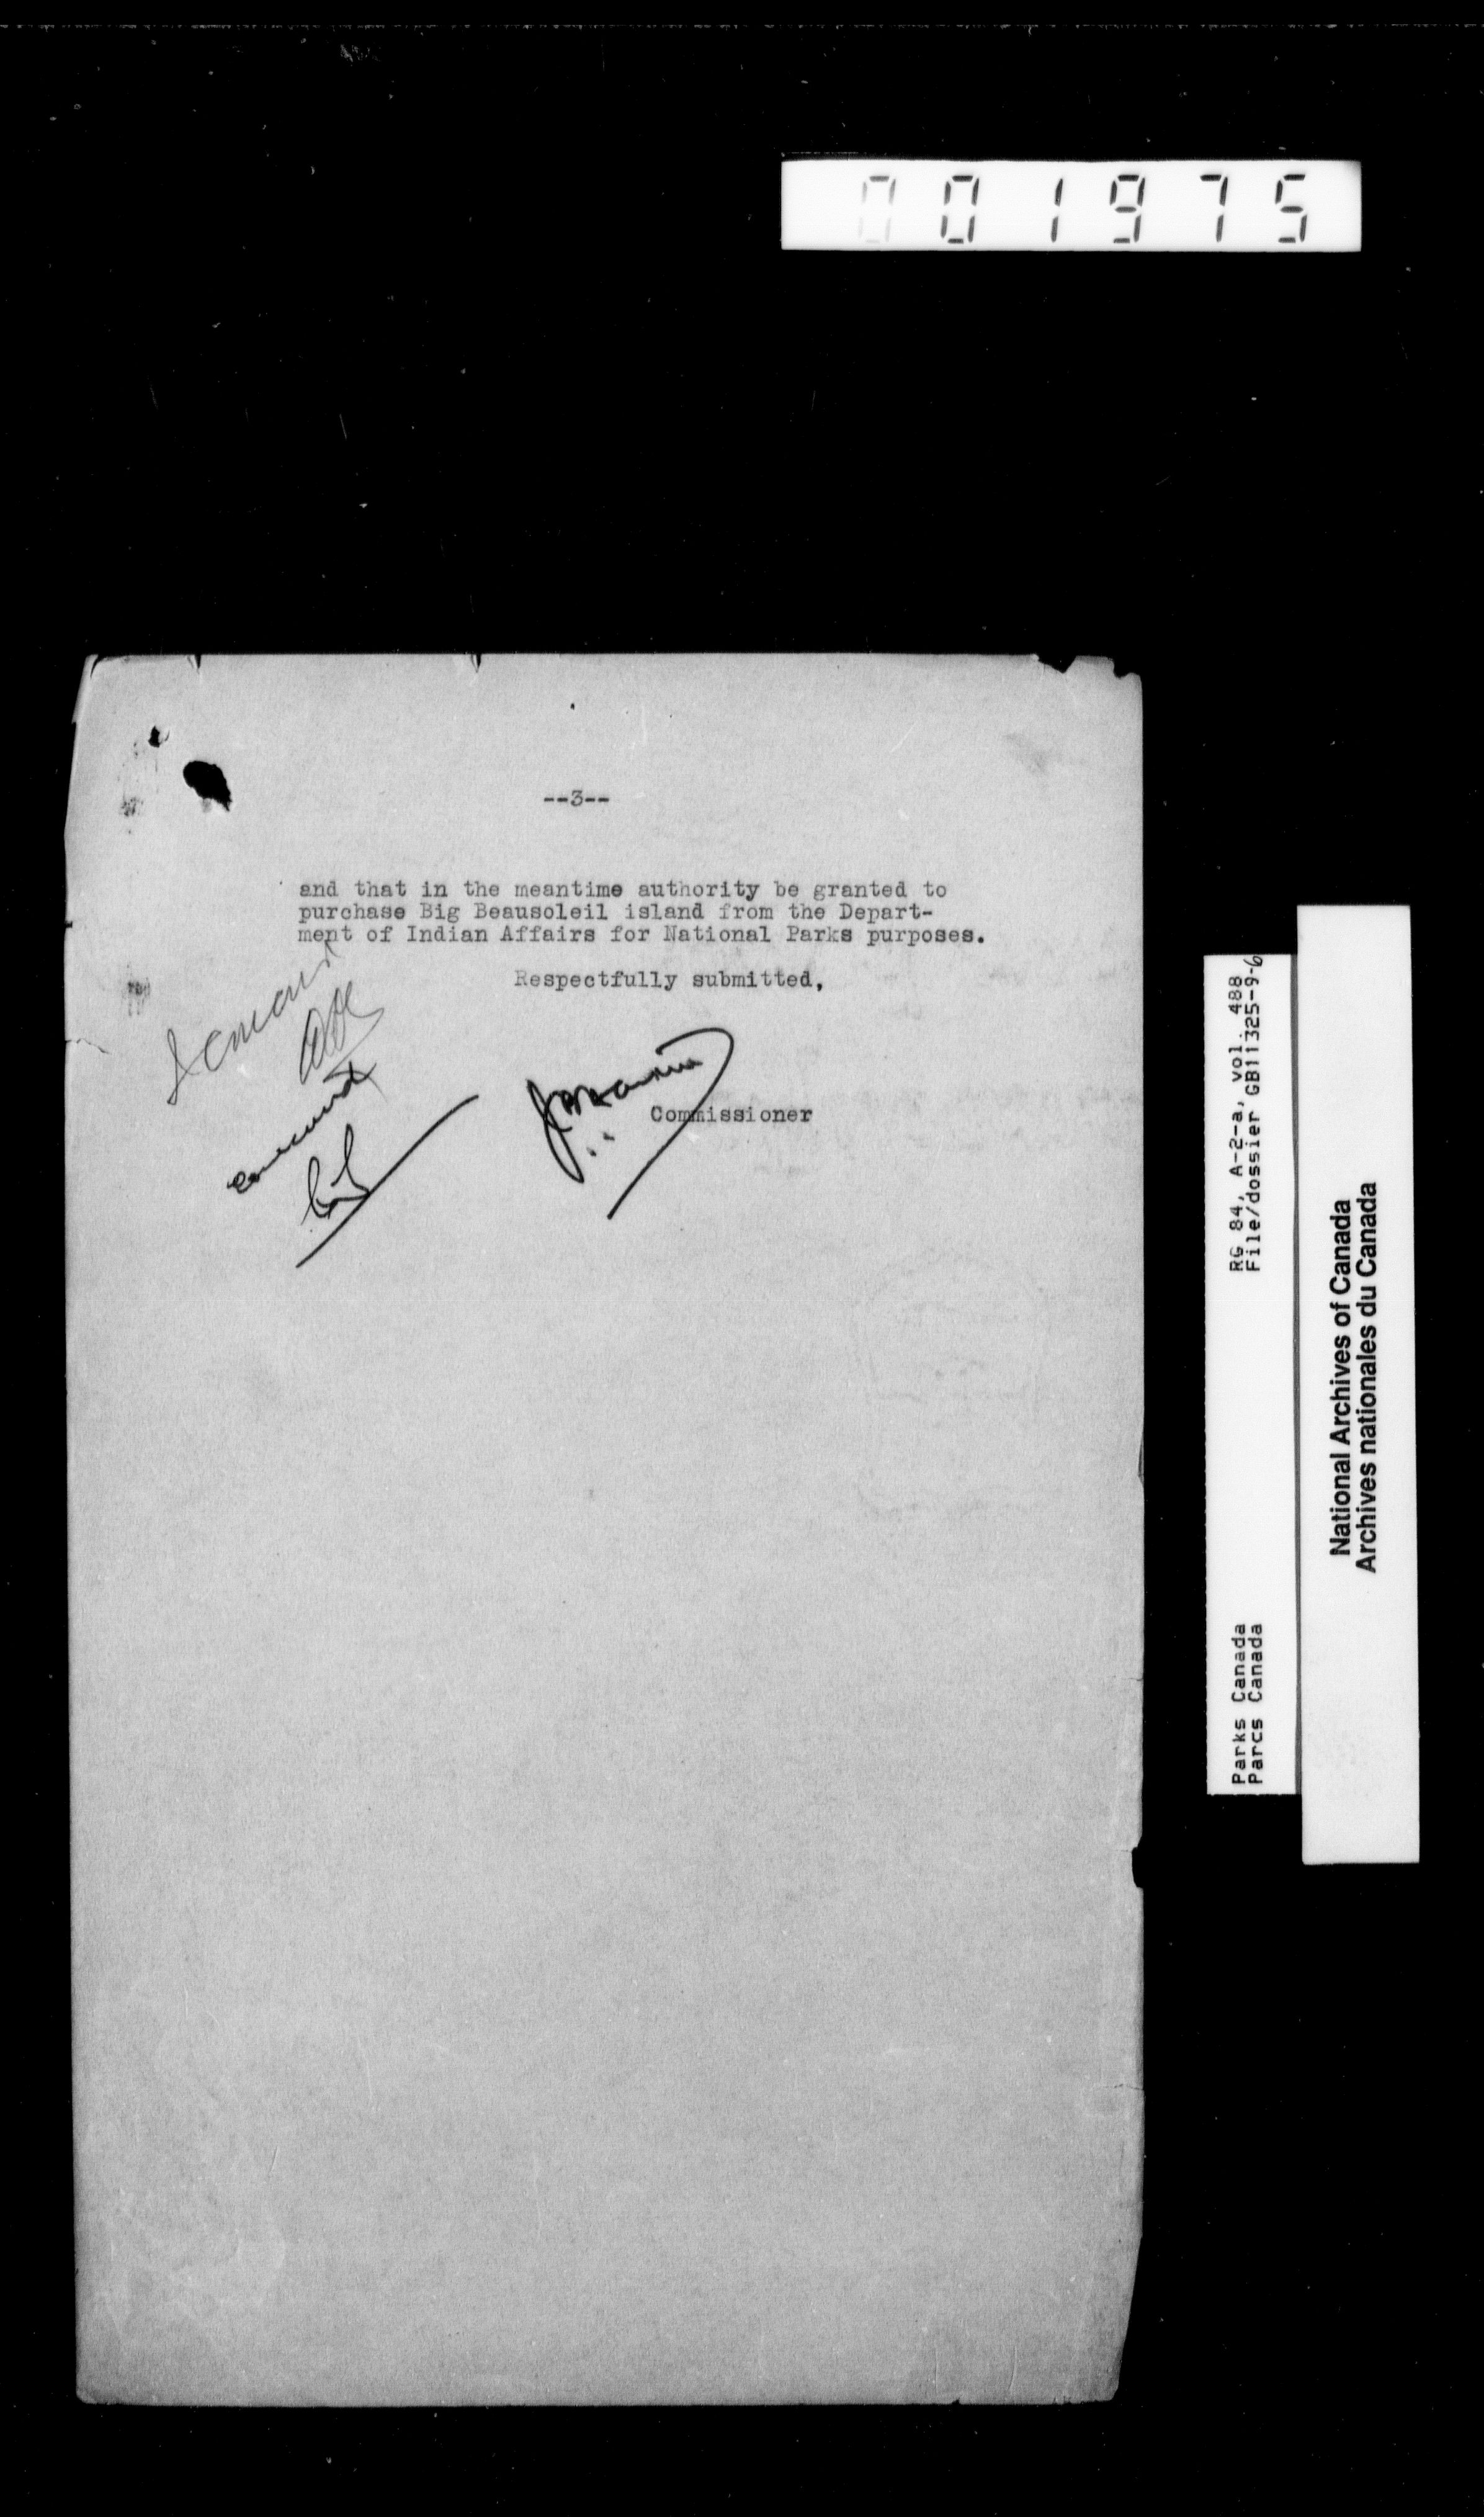 001975
--3--
and that in the meantime authority be granted to
purchase Big Beausoleil island from the Depart-
ment of Indian Affairs for National Parks purposes.
Respectfully submitted,
I concur
Commissioner
RG 84, A-2-a, vol. 488
File/dossier GB11325-9-6
Parks Canada
Parcs Canada
National Archives of Canada
Archives nationales du Canada